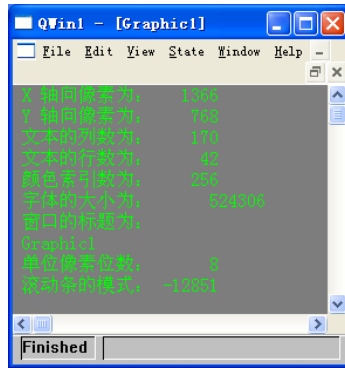 QWin1 - [Graphic1]
File Edit View State Window Help
X 轴向像素为: 1366
Y 轴向像素为: 768
文本的列数为: 170
文本的行数为: 42
颜色索引数为: 256
字体的大小为: 524306
窗口的标题为:
Graphic1
单位像素位数: 8
滚动条的模式: -12851
Finished